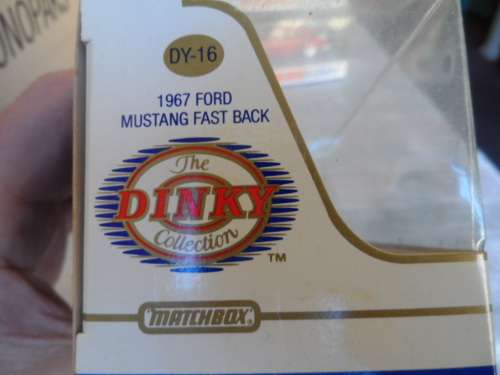 DY-16
1967 FORD
MUSTANG FAST BACK
The
DINKY
Collection
TM
MATCHBOX®